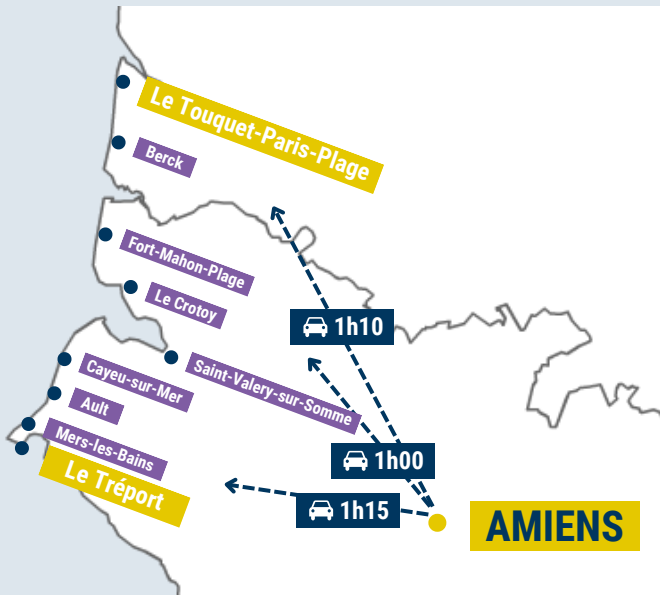 Le Touquet-Paris-Plage
Berck
Fort-Mahon-Plage
Le Crotoy
1h10
Saint-Valery-sur-Somme
Cayeu-sur-Mer
Ault
Mers-les-Bains
Le Tréport
1h00
1h15
AMIENS